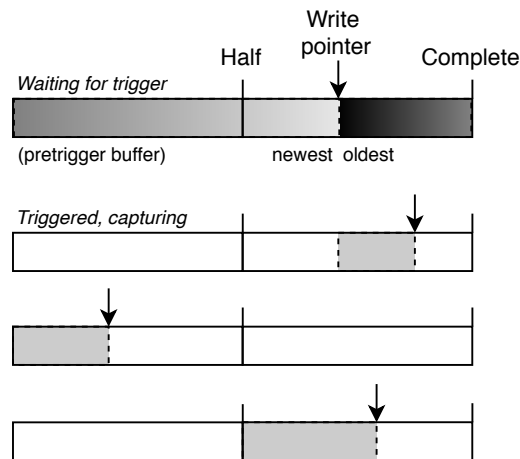 Write
pointer
Half
Complete
Waiting for trigger
(pretrigger buffer)
newest oldest
Triggered, capturing